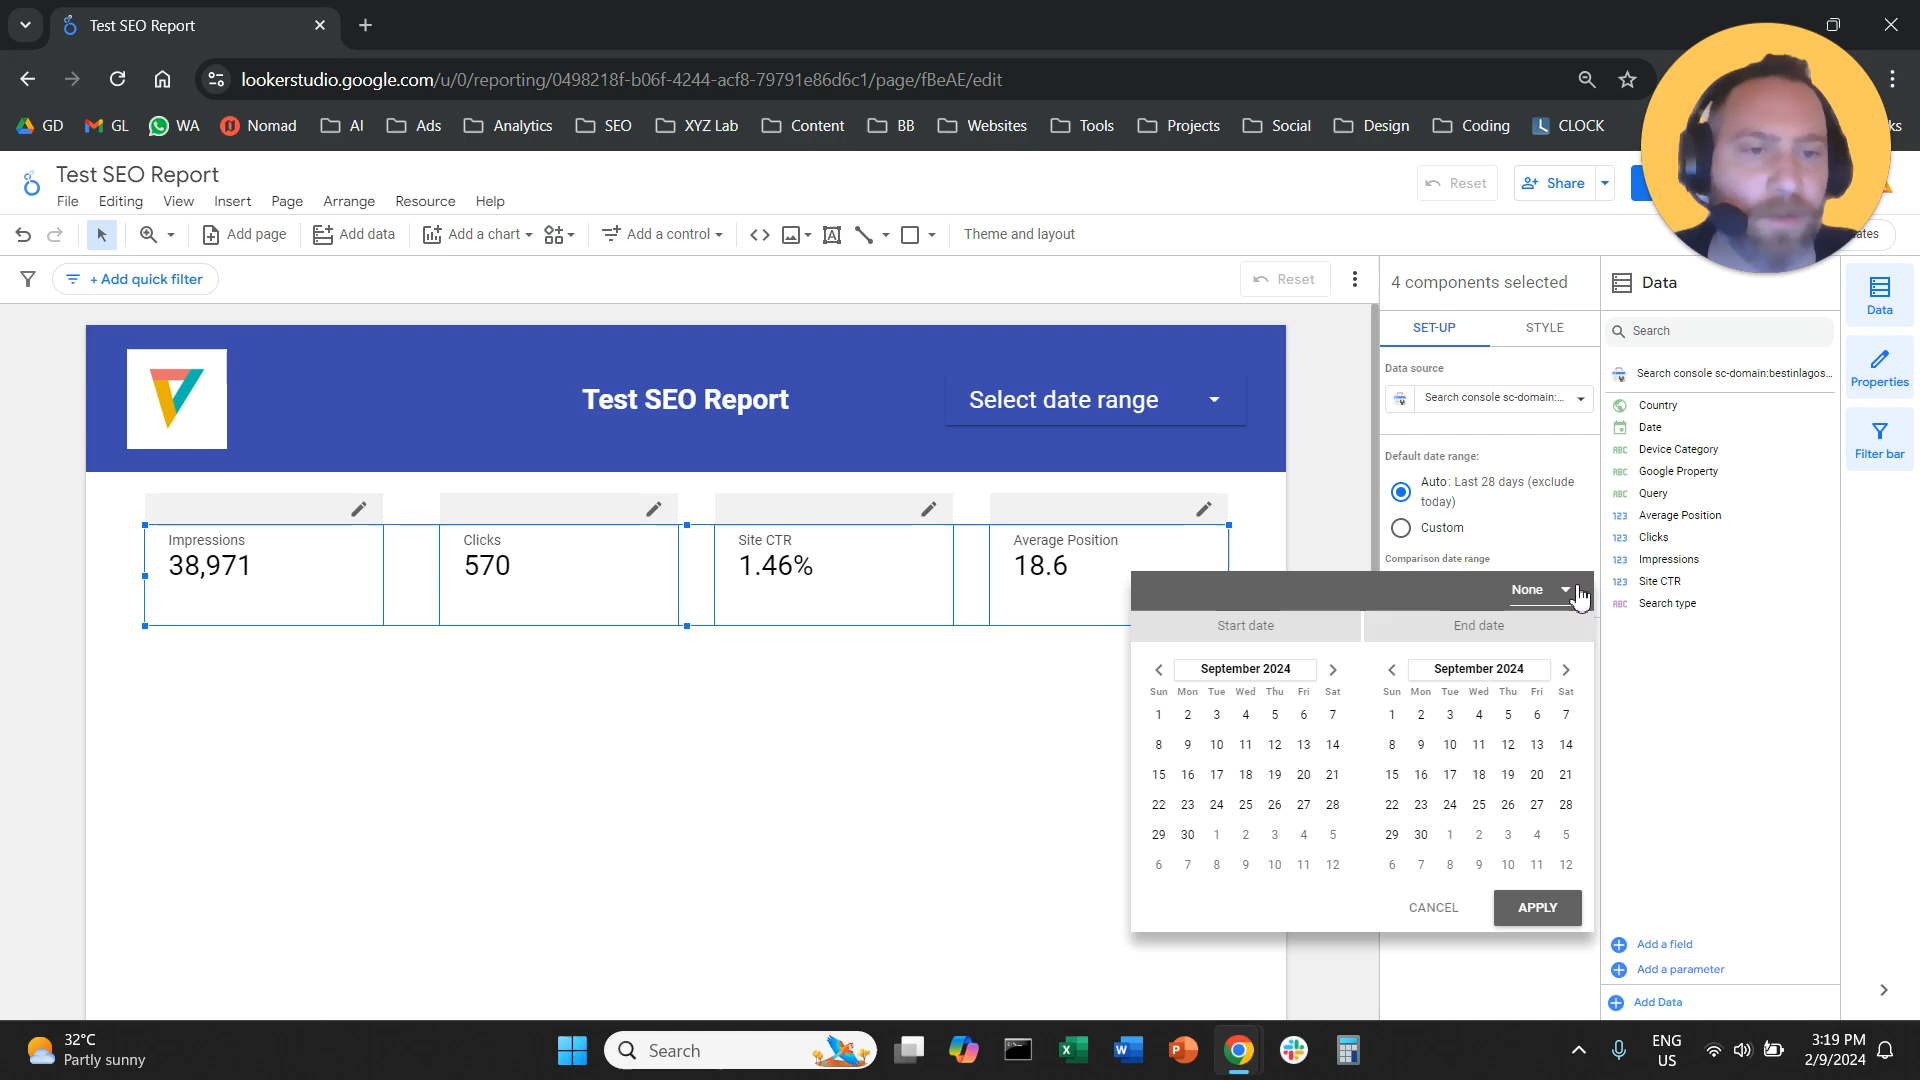 Test SEO Report
lookerstudio.google.com/u/0/reporting/0498218f-b06f-4244-acf8-79791e86d6c1/page/fBeAE/edit
GD GL WA Nomad AI Ads Analytics SEO XYZ Lab Content BB Websites Tools Projects Social Design Coding CLOCK
Test SEO Report
Reset Share
File Editing View Insert Page Arrange Resource Help
Add page Add data Add a chart Add a control Theme and layout
+ Add quick filter Reset
4 components selected
SET-UP STYLE
Data source
Search console sc-domain:...
Default date range:
Auto: Last 28 days (exclude
today)
Custom
Comparison date range
Data
Search
Search console sc-domain:bestinlagos...
Country
Date
ABC Device Category
ABC Google Property
ABC Query
123 Average Position
123 Clicks
123 Impressions
123 Site CTR
ABC Search type
Add a field
Add a parameter
Add Data
Data
Properties
Filter bar
Test SEO Report
Select date range
Impressions
38,971
Clicks
570
Site CTR
1.46%
Average Position
18.6
None
Start date End date
September 2024 September 2024
Sun Mon Tue Wed Thu Fri Sat Sun Mon Tue Wed Thu Fri Sat
1 2 3 4 5 6 7 1 2 3 4 5 6 7
8 9 10 11 12 13 14 8 9 10 11 12 13 14
15 16 17 18 19 20 21 15 16 17 18 19 20 21
22 23 24 25 26 27 28 22 23 24 25 26 27 28
29 30 1 2 3 4 5 29 30 1 2 3 4 5
6 7 8 9 10 11 12 6 7 8 9 10 11 12
CANCEL APPLY
32°C
Partly sunny
Search
ENG
US
3:19 PM
2/9/2024